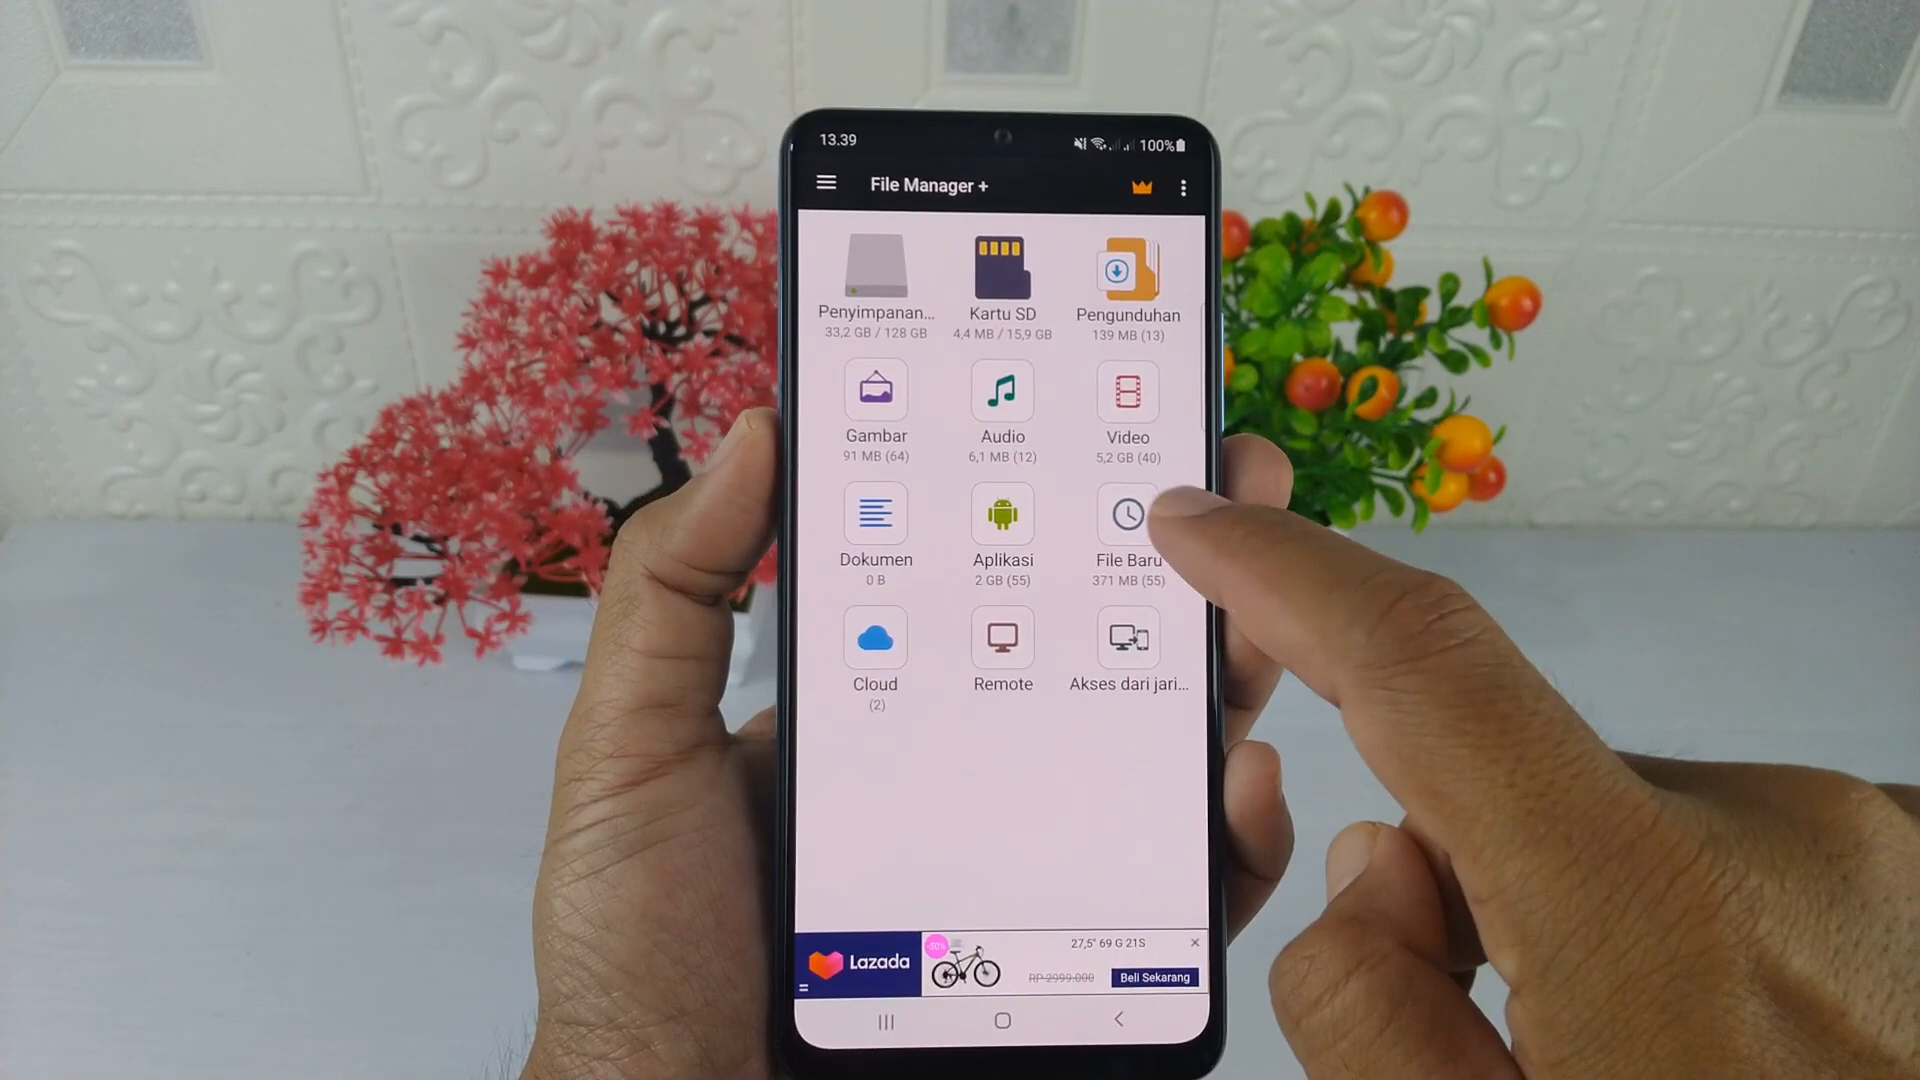 13.39
100%
File Manager +
Penyimpanan... Kartu SD Pengunduhan
33,2 GB / 128 GB 4,4 MB / 15,9 GB 139 MB (13)
Gambar Audio Video
91 MB (64) 6,1 MB (12) 5,2 GB (40)
Dokumen Aplikasi File Baru
0 B 2 GB (55) 371 MB (55)
Cloud Remote Akses dari jari...
(2)
Lazada
-50%
27,5" 69 G 21S
RP 2999.000
Beli Sekarang